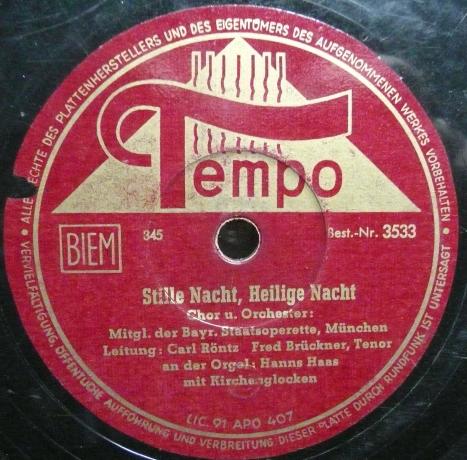 ALLE RECHTE DES PLATTENHERSTELLERS UND DES EIGENTÜMERS DES AUFGENOMMENEN WERKES VORBEHALTEN
Tempo
BIEM
345
Best.-Nr. 3533
Stille Nacht, Heilige Nacht
Chor u. Orchester:
Mitgl. der Bayr. Staatsoperette, München
Leitung: Carl Röntz Fred Brückner, Tenor
an der Orgel: Hanns Haas
mit Kirchenglocken
LIC. 91 APO 407
• VERVIELFÄLTIGUNG, ÖFFENTLICHE AUFFÜHRUNG UND VERBREITUNG DIESER PLATTE DURCH RUNDFUNK IST UNTERSAGT •